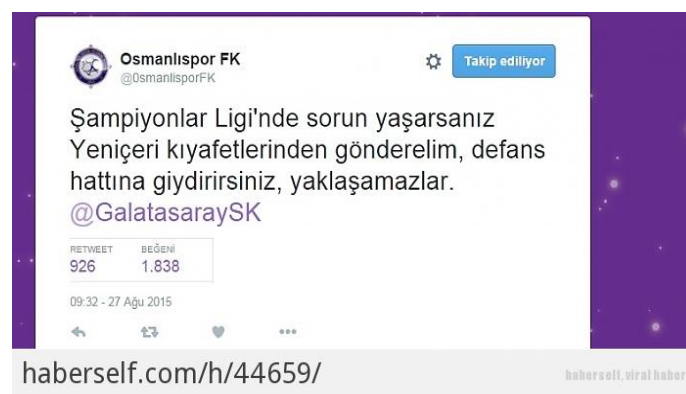 Osmanlıspor FK
@OsmanlisporFK
Takip ediliyor
Şampiyonlar Ligi'nde sorun yaşarsanız
Yeniçeri kıyafetlerinden gönderelim, defans
hattına giydirirsiniz, yaklaşamazlar.
@GalatasaraySK
RETWEET BEĞENİ
926 1.838
09:32 - 27 Ağu 2015
haberself.com/h/44659/
haberself, viral haber